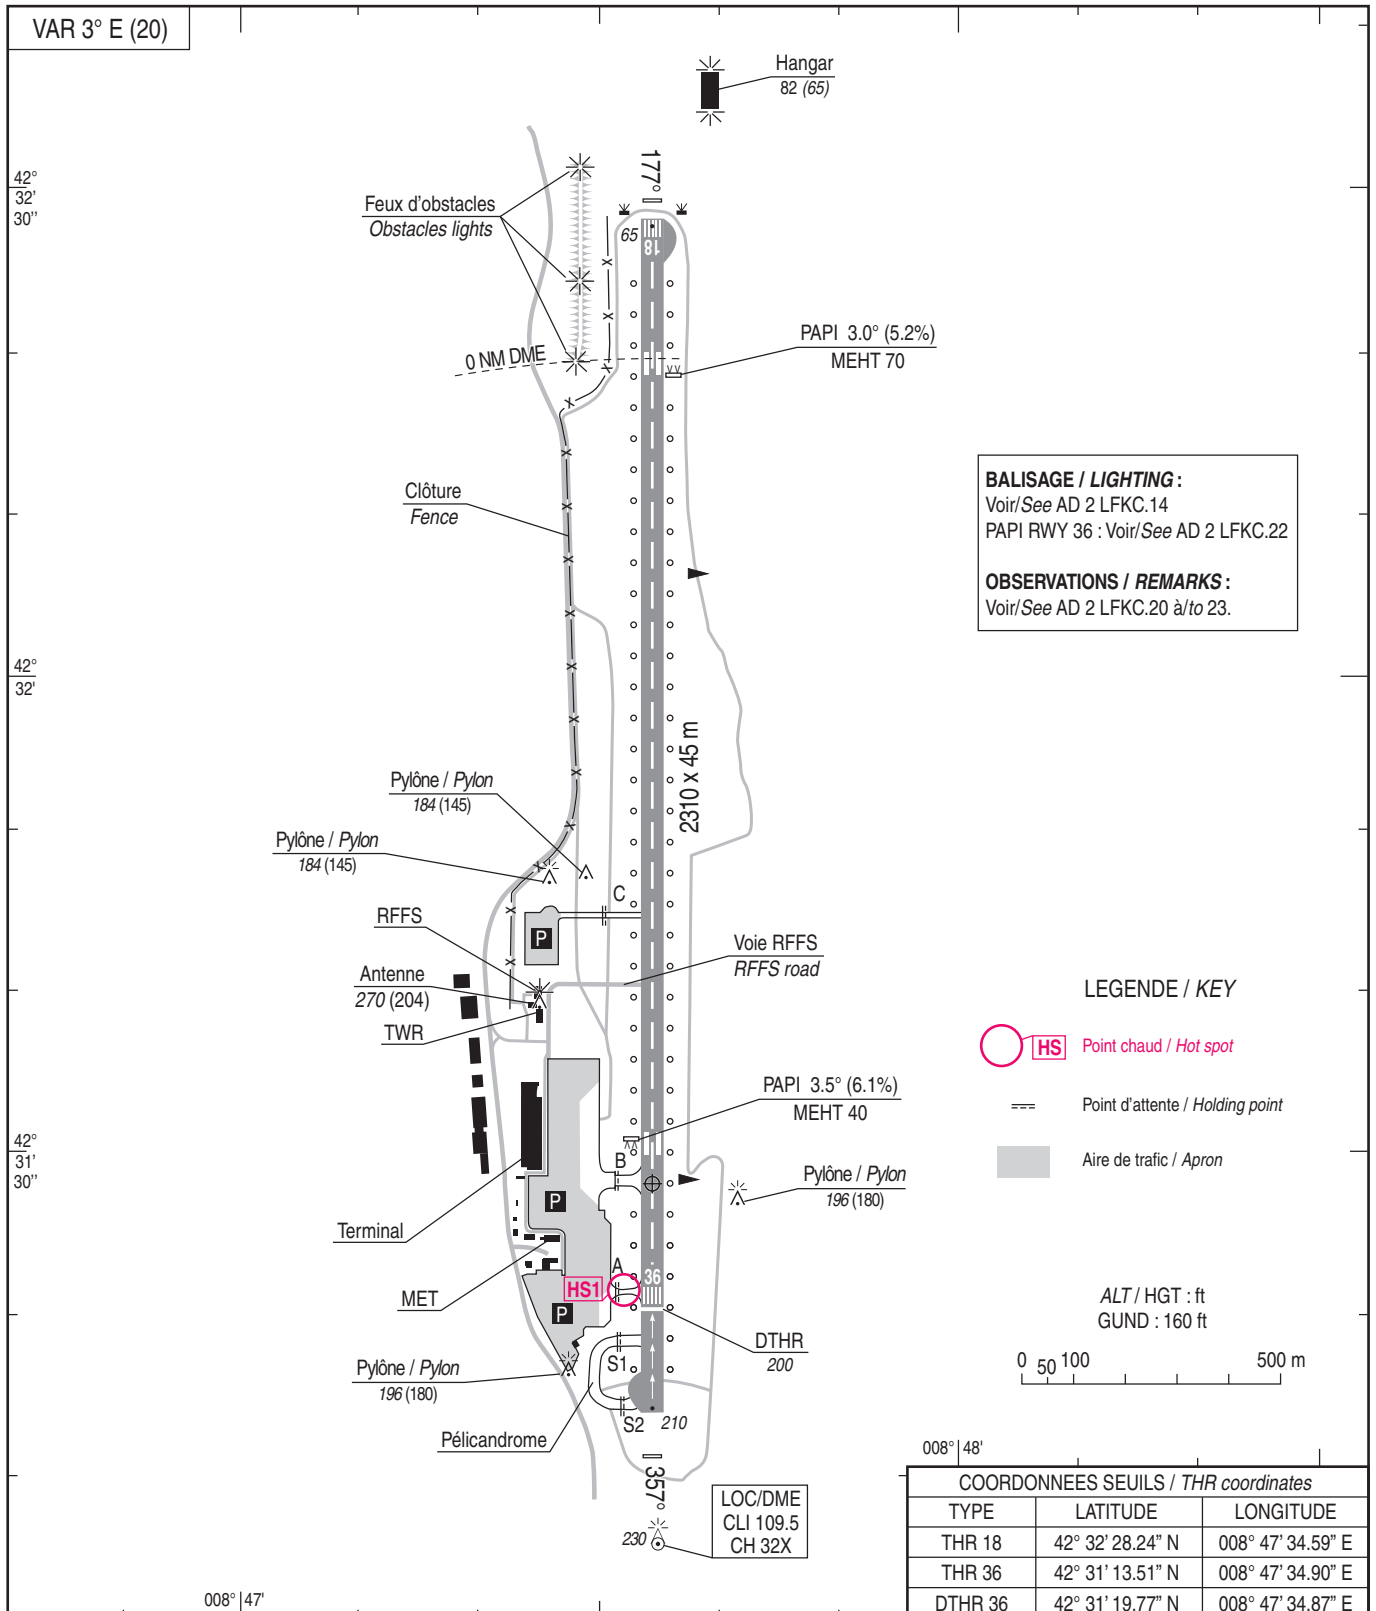 VAR 3° E (20)
Hangar
82 (65)
177°
42°
32'
30’’
Feux d'obstacles
Obstacles lights
65
18
0 NM DME
PAPI 3.0° (5.2%)
MEHT 70
BALISAGE / LIGHTING :
Voir/See AD 2 LFKC.14
PAPI RWY 36 : Voir/See AD 2 LFKC.22
OBSERVATIONS / REMARKS :
Voir/See AD 2 LFKC.20 à/to 23.
Clôture
Fence
42°
32'
2310 x 45 m
Pylône / Pylon
184 (145)
Pylône / Pylon
184 (145)
C
RFFS
P
Voie RFFS
RFFS road
Antenne
270 (204)
TWR
LEGENDE / KEY
HS
Point chaud / Hot spot
Point d'attente / Holding point
Aire de trafic / Apron
PAPI 3.5° (6.1%)
MEHT 40
42°
31'
30’’
B
Pylône / Pylon
196 (180)
P
Terminal
MET
A
HS1
36
P
DTHR
200
ALT / HGT : ft
GUND : 160 ft
0 50 100 500 m
Pylône / Pylon
196 (180)
S1
S2
210
Pélicandrome
357°
LOC/DME
CLI 109.5
CH 32X
230
008° 48'
008° 47'
COORDONNEES SEUILS / THR coordinates
TYPE LATITUDE LONGITUDE
THR 18 42° 32’ 28.24” N 008° 47’ 34.59” E
THR 36 42° 31’ 13.51” N 008° 47’ 34.90” E
DTHR 36 42° 31’ 19.77” N 008° 47’ 34.87” E